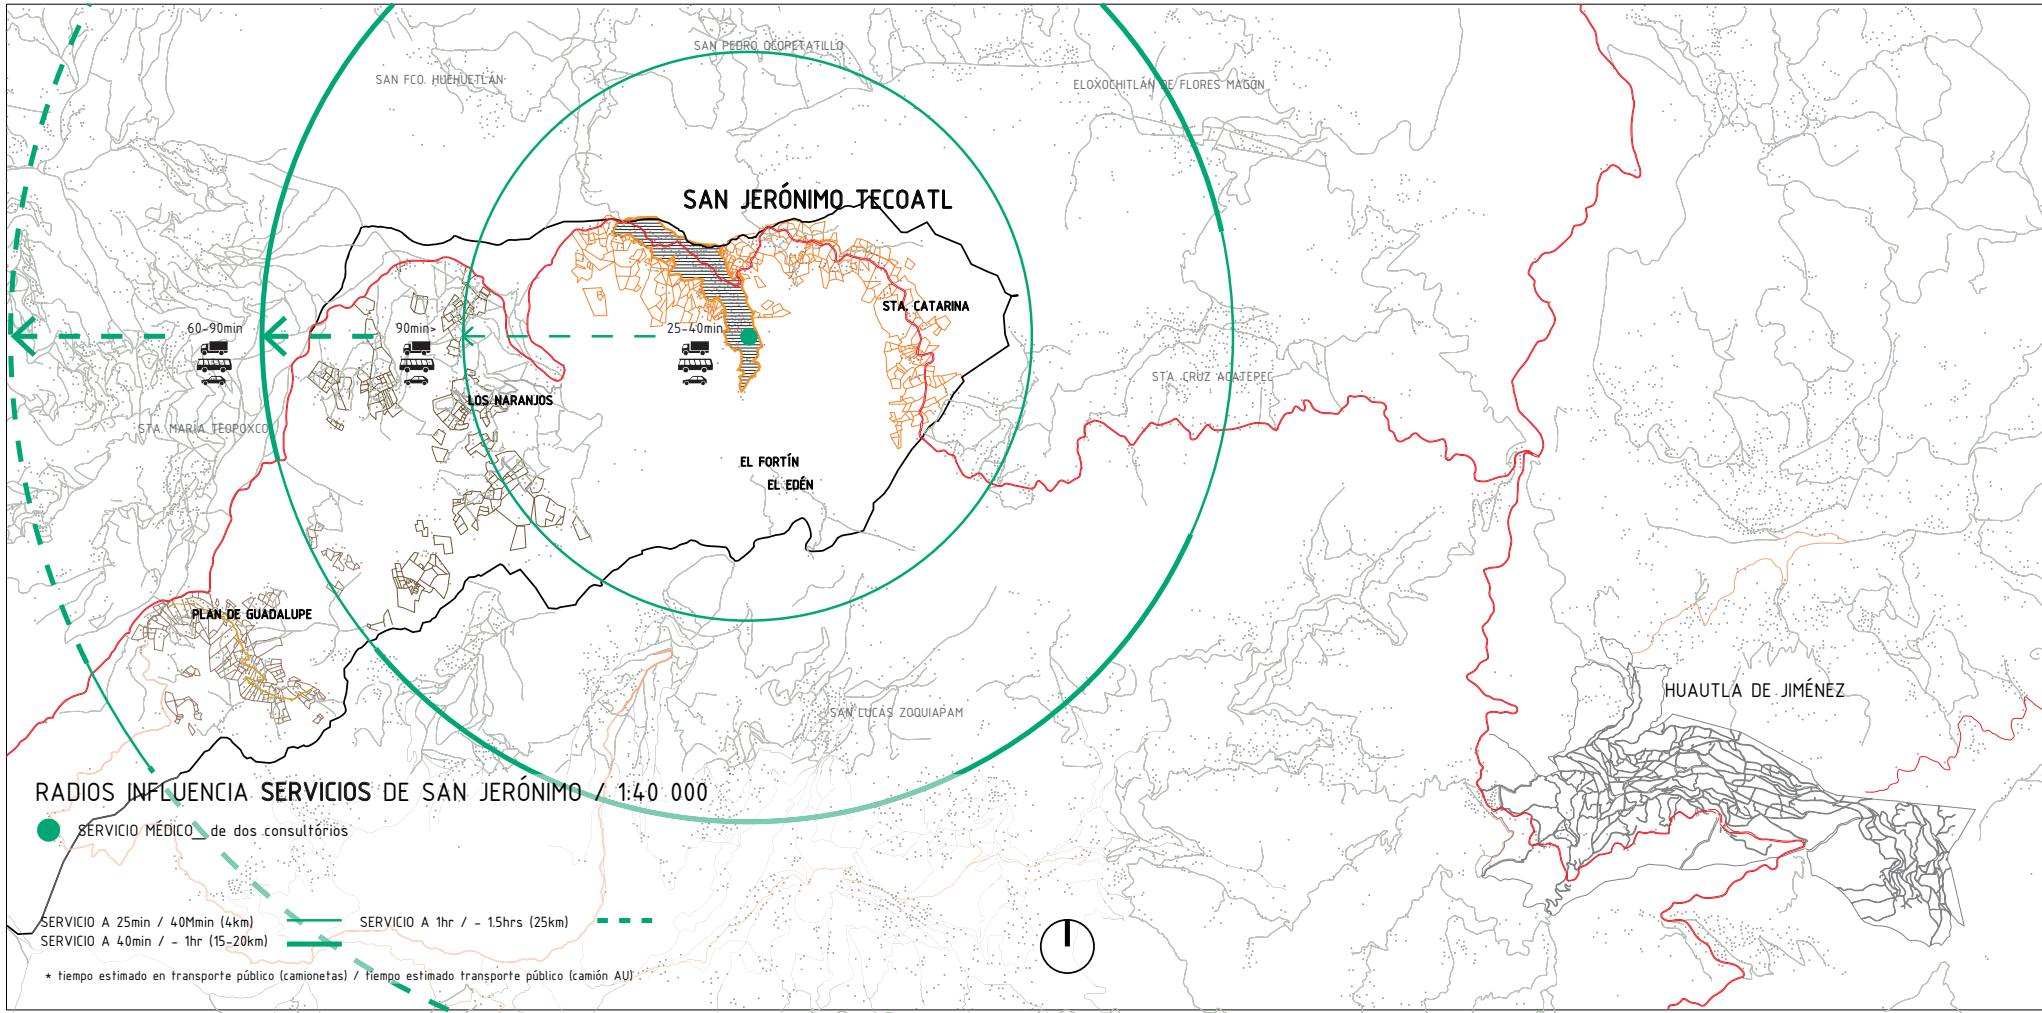 SAN PEDRO OCOPETATILLO
SAN FCO. HUEHUETLÁN
ELOXOCHITLÁN DE FLORES MAGÓN
SAN JERÓNIMO TECOATL
STA. CATARINA
60-90min
90min>
25-40min
STA. CRUZ ACATEPEC
LOS NARANJOS
STA. MARÍA TEOPOXCO
EL FORTÍN
EL EDÉN
PLAN DE GUADALUPE
HUAUTLA DE JIMÉNEZ
SAN LUCAS ZOQUIAPAM
RADIOS INFLUENCIA SERVICIOS DE SAN JERÓNIMO / 1:40 000
SERVICIO MÉDICO_ de dos consultórios
SERVICIO A 25min / 40Mmin (4km)
SERVICIO A 1hr / - 1.5hrs (25km)
SERVICIO A 40min / - 1hr (15-20km)
* tiempo estimado en transporte público (camionetas) / tiempo estimado transporte público (camión AU)